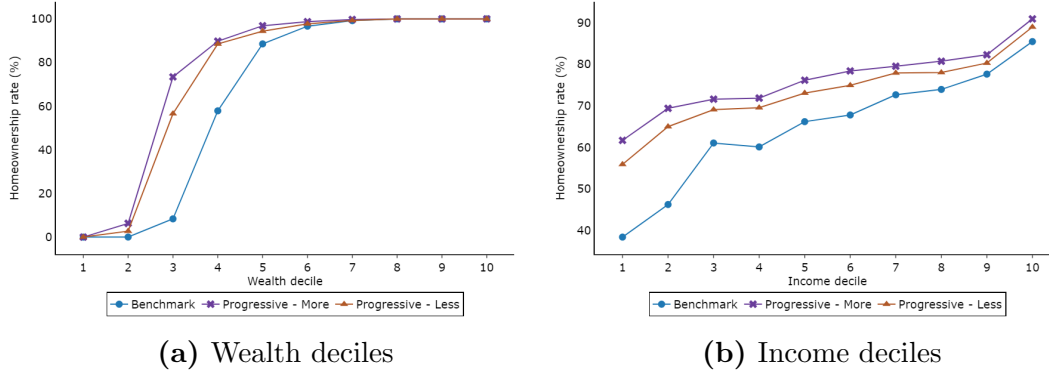 Homeownership rate (%)
100
80
60
40
20
0
1 2 3 4 5 6 7 8 9 10
Wealth decile
Benchmark Progressive - More Progressive - Less
(a) Wealth deciles
Homeownership rate (%)
90
80
70
60
50
40
1 2 3 4 5 6 7 8 9 10
Income decile
Benchmark Progressive - More Progressive - Less
(b) Income deciles